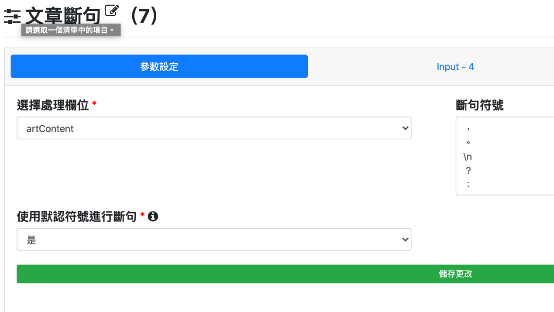 文章斷句 (7)
請選取一個清單中的項目。
參數設定
Input - 4
選擇處理欄位 *
artContent
斷句符號
，
。
\n
？
：
使用默認符號進行斷句 *
是
儲存更改